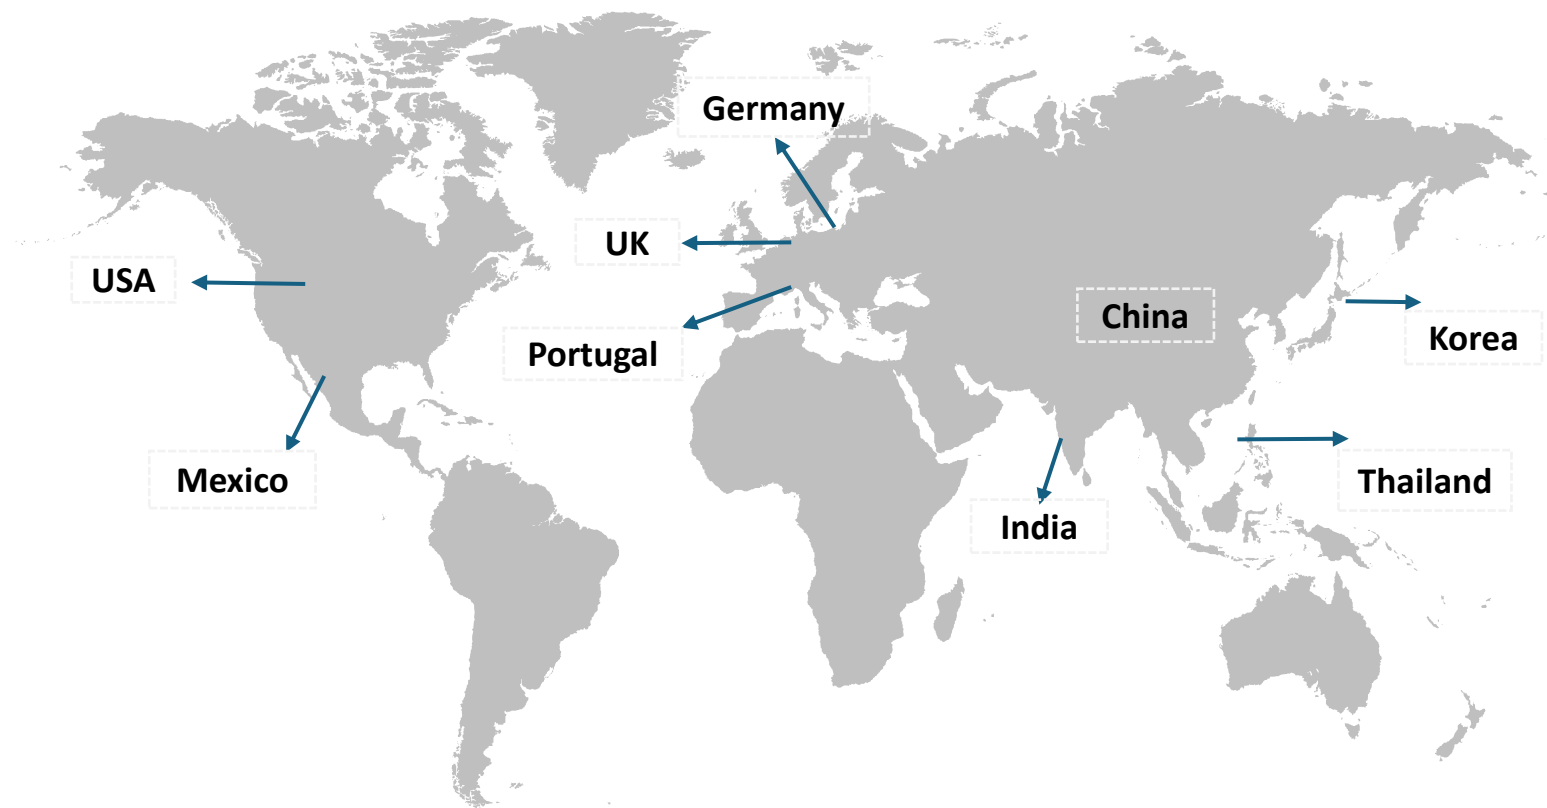 Germany
UK
USA
China
Korea
Portugal
Mexico
Thailand
India